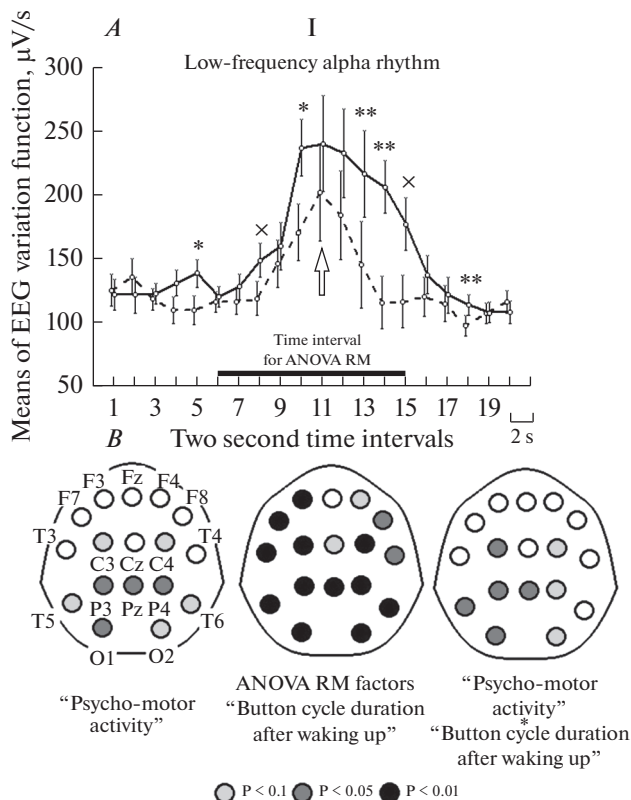 A I
Low-frequency alpha rhythm
Means of EEG variation function, µV/s
300
250
200
150
100
50
* × * ** ** × **
Time interval
for ANOVA RM
1 3 5 7 9 11 13 15 17 19
2 s
B Two second time intervals
Fz
F3 F4
F7 F8
T3 T4
C3 Cz C4
P3 Pz P4
T5 T6
O1 O2
“Psycho-motor
activity”
ANOVA RM factors
“Button cycle duration
after waking up”
“Psycho-motor
activity”
*
“Button cycle duration
after waking up”
P < 0.1 P < 0.05 P < 0.01